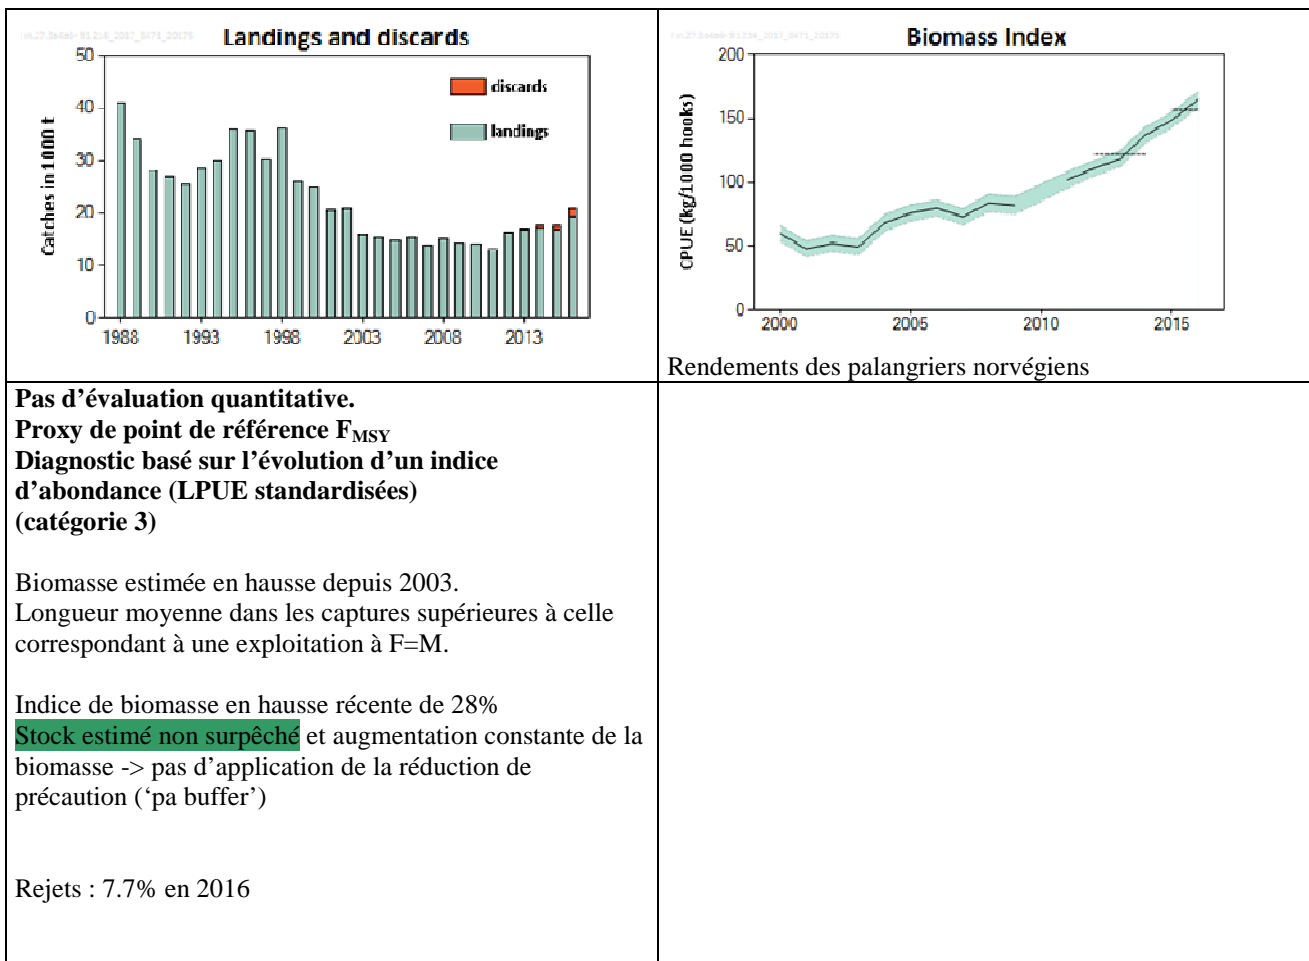 Landings and discards
Catches in 1000 t
50
40
30
20
10
0
discards
landings
1988
1993
1998
2003
2008
2013
Biomass Index
CPUE (kg/1000 hooks)
200
150
100
50
0
2000
2005
2010
2015
Rendements des palangriers norvégiens
Pas d’évaluation quantitative.
Proxy de point de référence FMSY
Diagnostic basé sur l’évolution d’un indice
d’abondance (LPUE standardisées)
(catégorie 3)
Biomasse estimée en hausse depuis 2003.
Longueur moyenne dans les captures supérieures à celle
correspondant à une exploitation à F=M.
Indice de biomasse en hausse récente de 28%
Stock estimé non surpêché et augmentation constante de la
biomasse -> pas d’application de la réduction de
précaution (‘pa buffer’)
Rejets : 7.7% en 2016